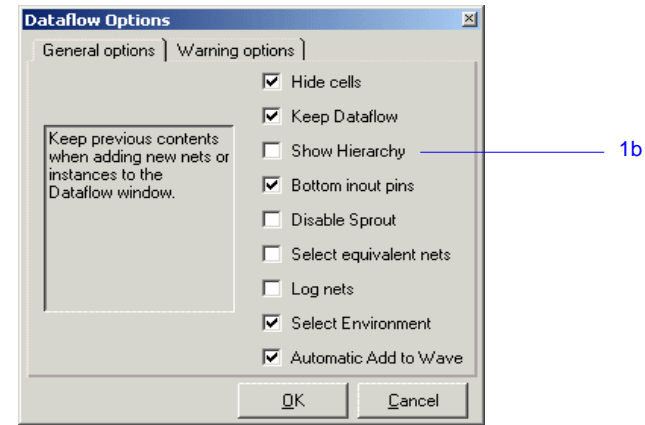 Dataflow Options
General options
Warning options
Hide cells
Keep Dataflow
Keep previous contents
when adding new nets or
instances to the
Dataflow window.
Show Hierarchy
1b
Bottom inout pins
Disable Sprout
Select equivalent nets
Log nets
Select Environment
Automatic Add to Wave
OK
Cancel